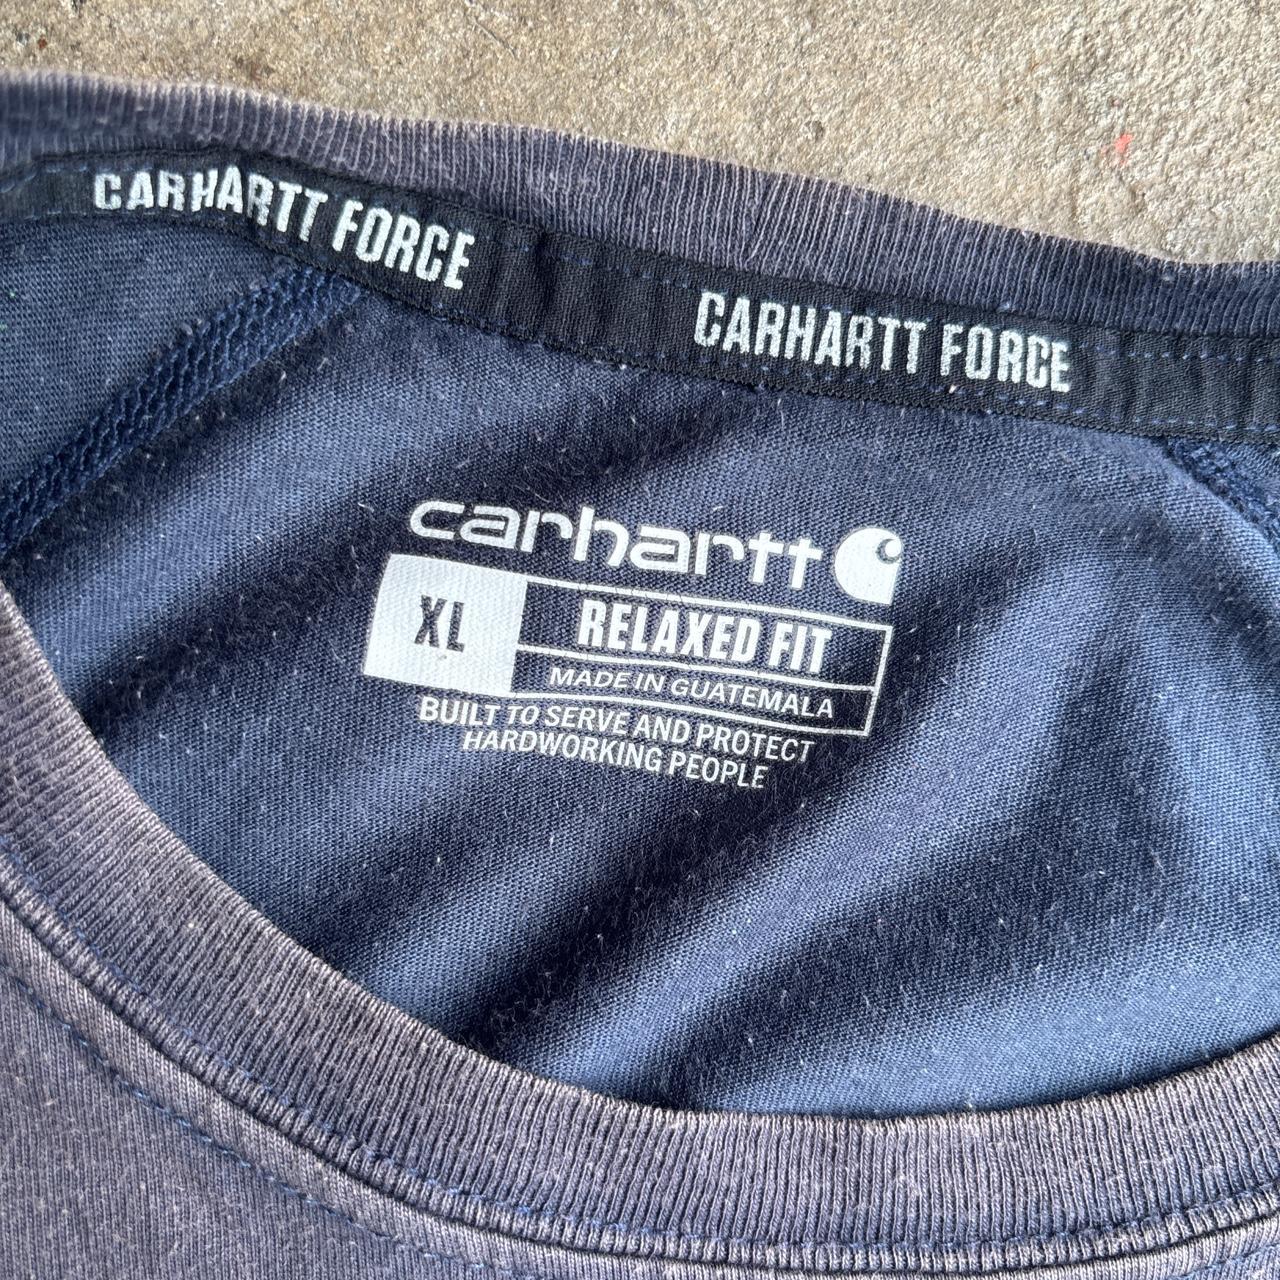 CARHARTT FORCE
CARHARTT FORCE
carhartt
XL
RELAXED FIT
MADE IN GUATEMALA
BUILT TO SERVE AND PROTECT
HARDWORKING PEOPLE